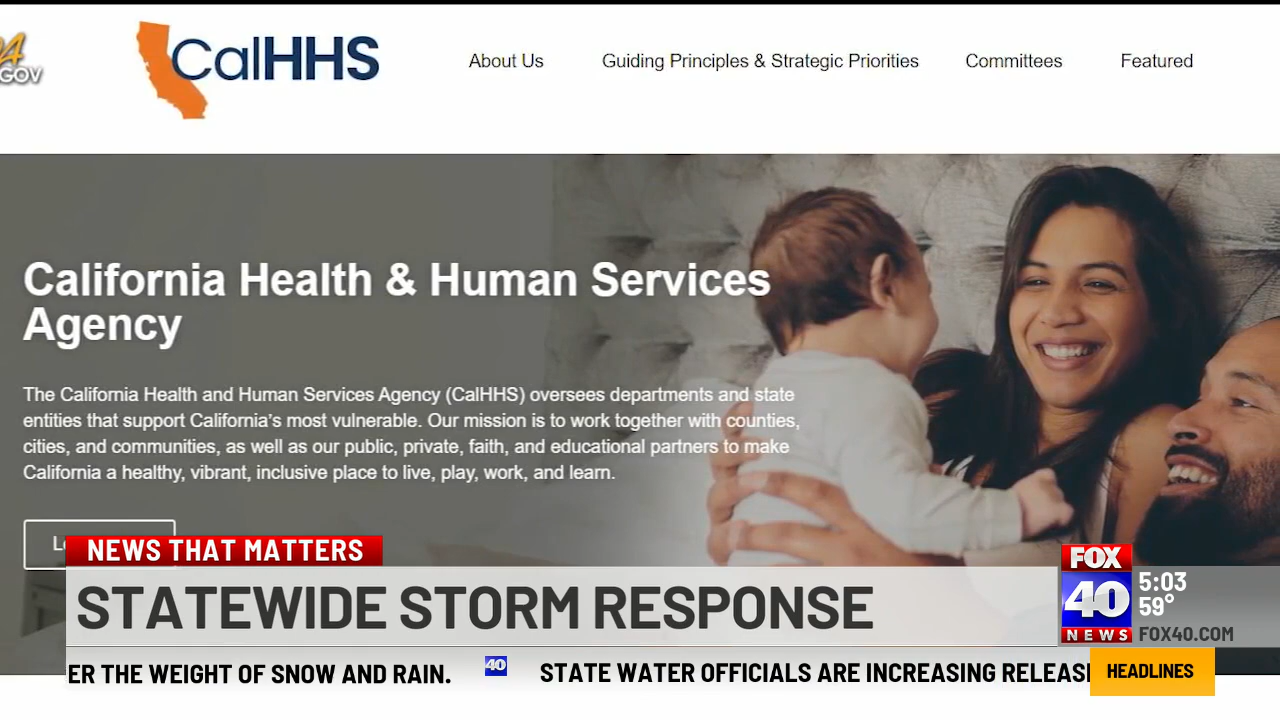 GOV
CalHHS
About Us
Guiding Principles & Strategic Priorities
Committees
Featured
California Health & Human Services
Agency
The California Health and Human Services Agency (CalHHS) oversees departments and state
entities that support California's most vulnerable. Our mission is to work together with counties,
cities, and communities, as well as our public, private, faith, and educational partners to make
California a healthy, vibrant, inclusive place to live, play, work, and learn.
NEWS THAT MATTERS
STATEWIDE STORM RESPONSE
FOX
40
NEWS
5:03
59°
FOX40.COM
ER THE WEIGHT OF SNOW AND RAIN.
40
STATE WATER OFFICIALS ARE INCREASING RELEAS
HEADLINES